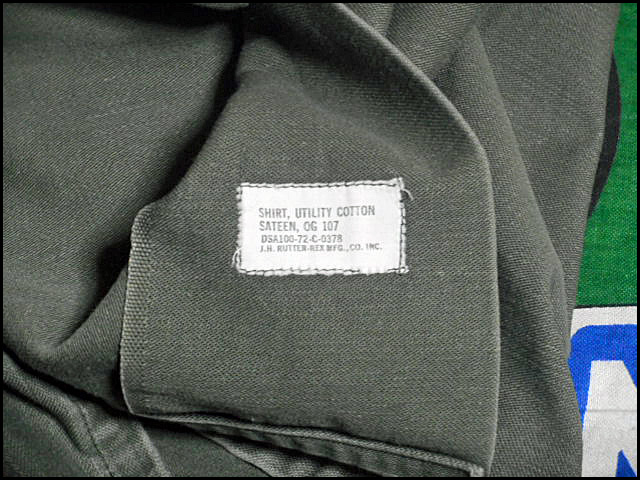 SHIRT, UTILITY COTTON
SATEEN, OG 107
DSA100-72-C-0378
J.H. RUTTER-REX MFG., CO. INC.